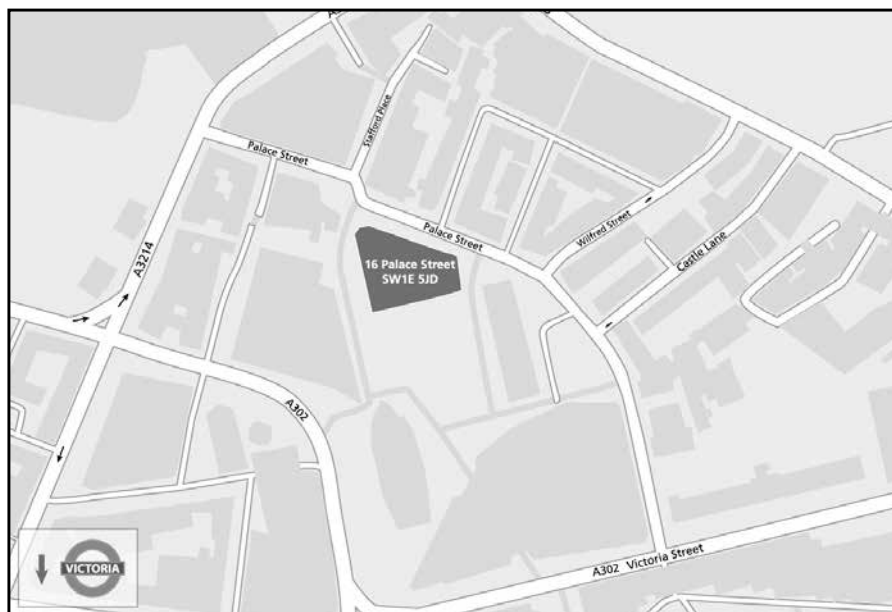 Stafford Place
Palace Street
Palace Street
Wilfred Street
Castle Lane
A3214
16 Palace Street
SW1E 5JD
A302
A302 Victoria Street
VICTORIA